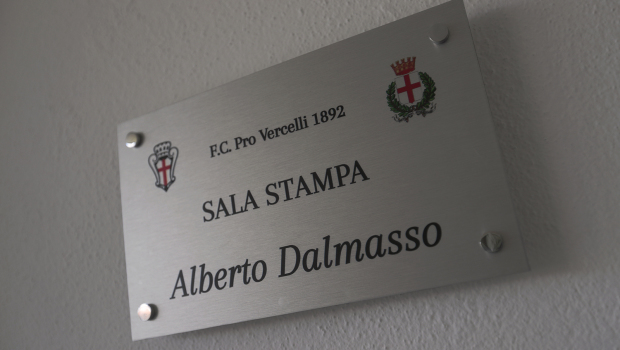 F.C. Pro Vercelli 1892
SALA STAMPA
Alberto Dalmasso